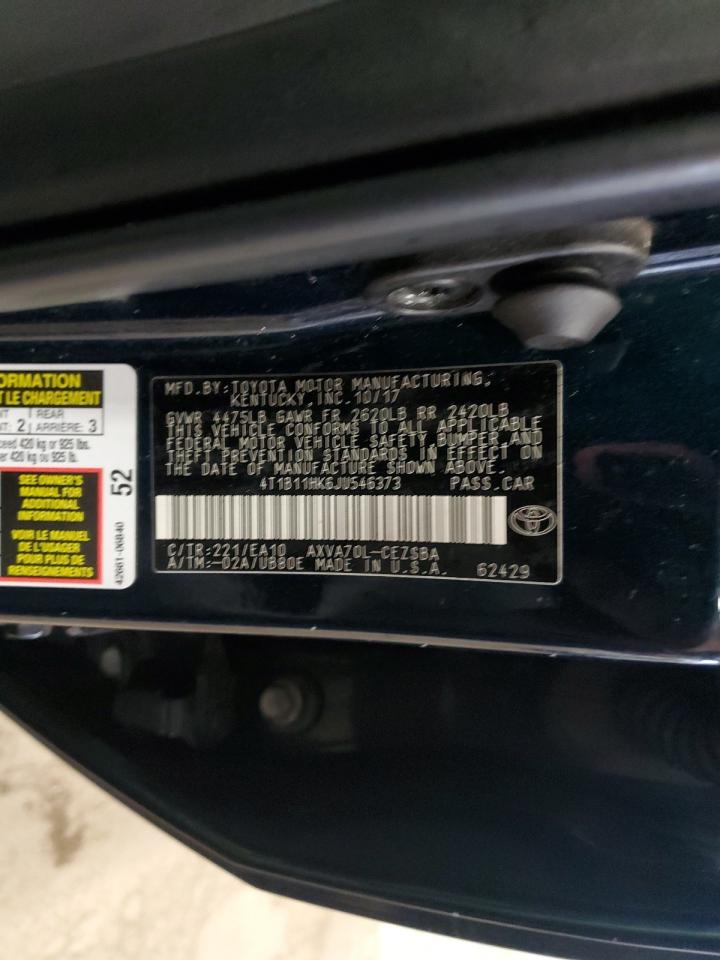 ORMATION
T LE CHARGEMENT
NT 2 REAR
ARRIÈRE: 3
ceed 420 kg or 925 lbs.
er 420 kg ou 925 lb.
SEE OWNER'S
MANUAL FOR
ADDITIONAL
INFORMATION
VOIR LE MANUEL
DE L'USAGER
POUR PLUS DE
RENSEIGNEMENTS
52
42661-06B40
MFD.BY:TOYOTA MOTOR MANUFACTURING,
KENTUCKY, INC. 10/17
GVWR 4475LB GAWR FR 2620LB RR 2420LB
THIS VEHICLE CONFORMS TO ALL APPLICABLE
FEDERAL MOTOR VEHICLE SAFETY,BUMPER,AND
THEFT PREVENTION STANDARDS IN EFFECT ON
THE DATE OF MANUFACTURE SHOWN ABOVE.
4T1B11HK6JU546373 PASS.CAR
C/TR:221/EA10 AXVA70L-CEZSBA
A/TM:-02A/UB80E MADE IN U.S.A. 62429